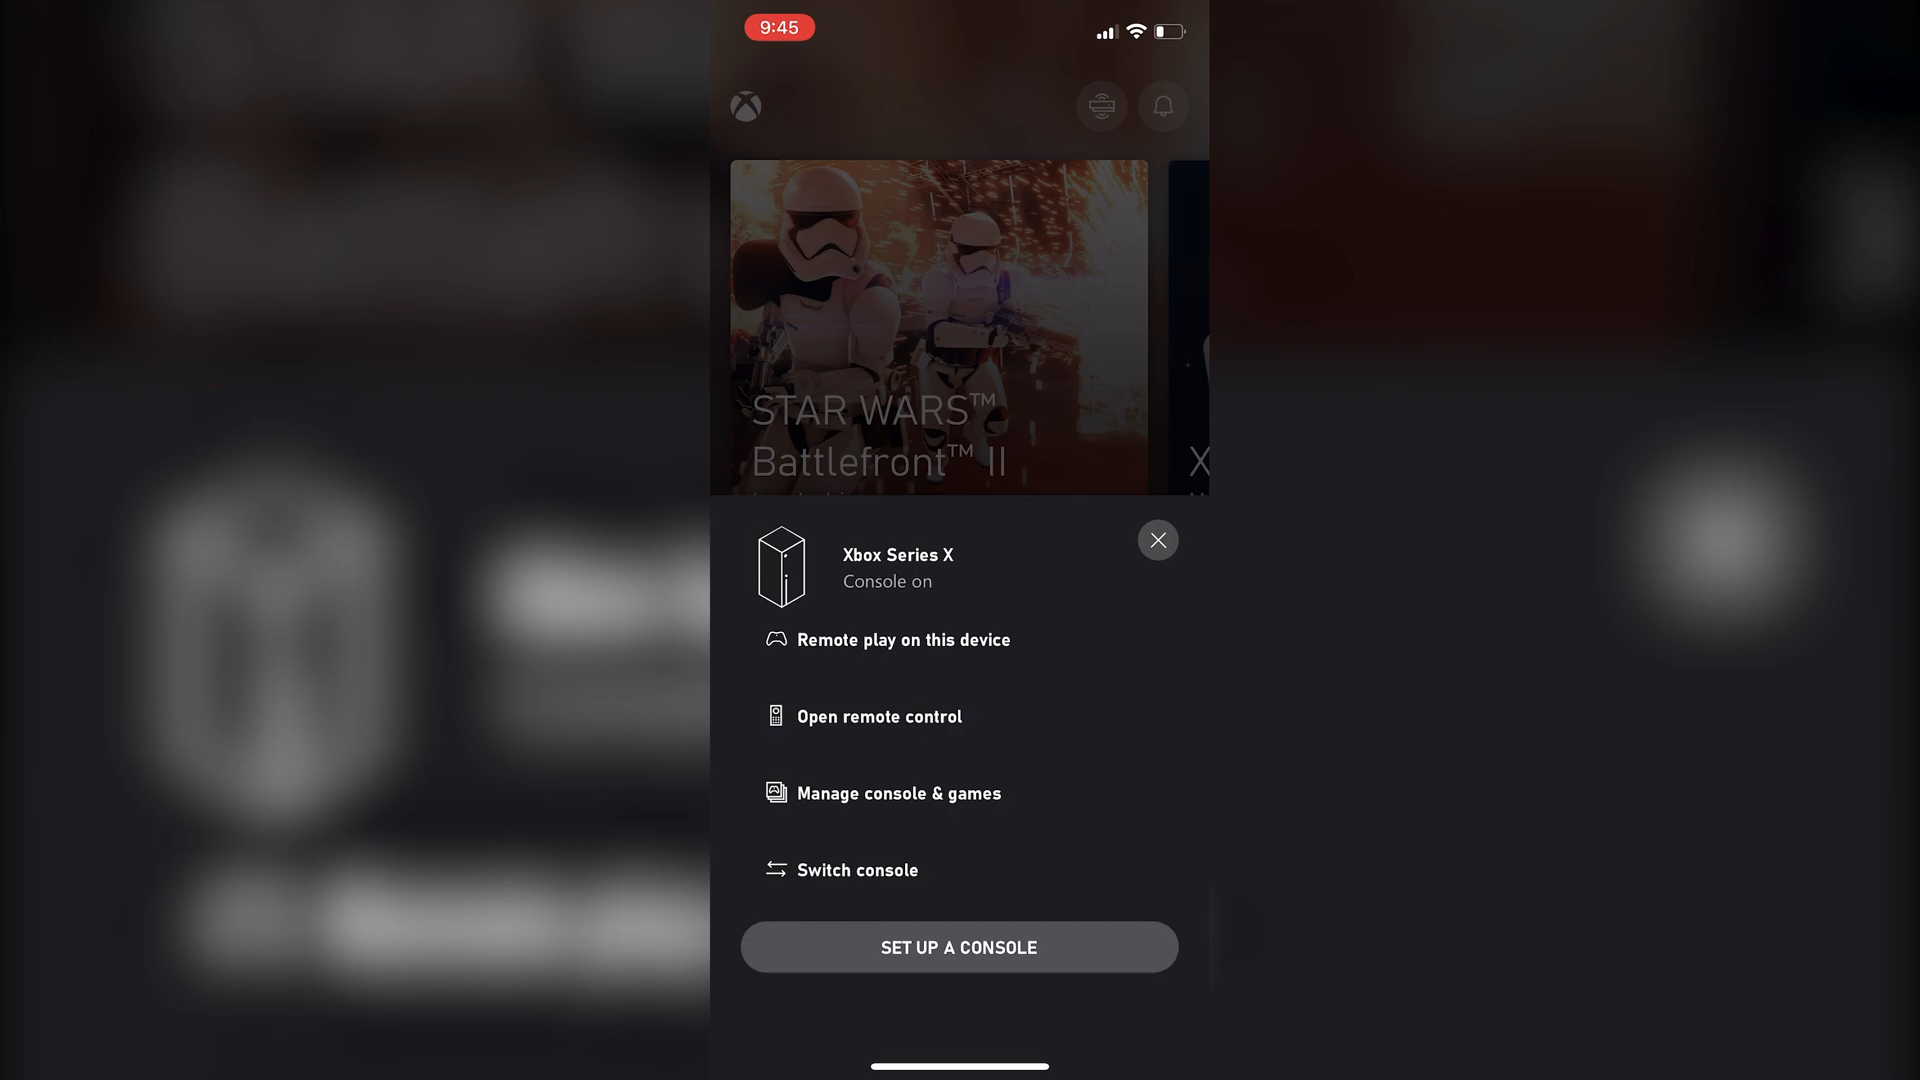 9:45
STAR WARS™
Battlefront™ II
X
Xbox Series X
Console on
Remote play on this device
Open remote control
Manage console & games
Switch console
SET UP A CONSOLE